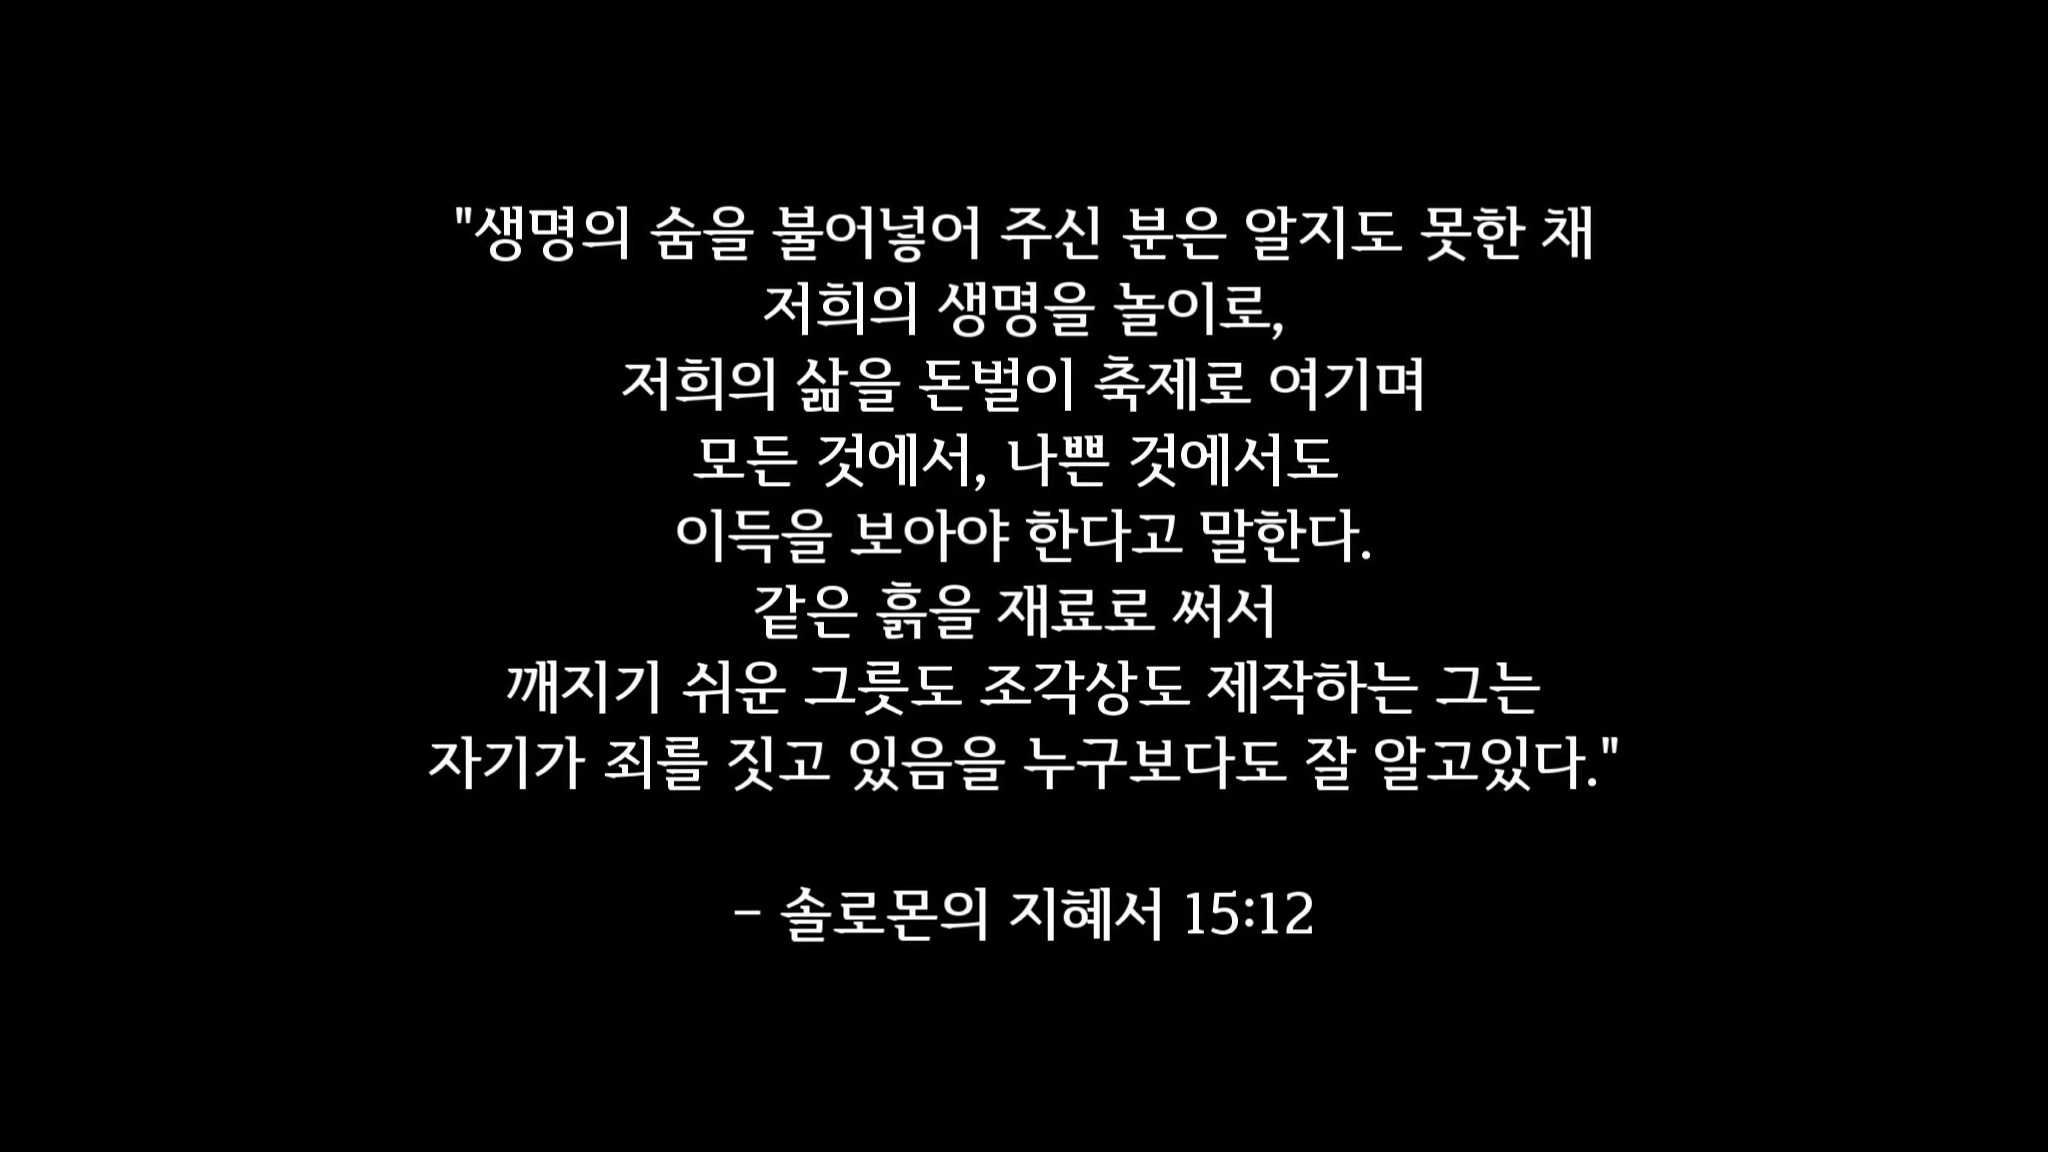 "생명의 숨을 불어넣어 주신 분은 알지도 못한 채
저희의 생명을 놀이로,
저희의 삶을 돈벌이 축제로 여기며
모든 것에서, 나쁜 것에서도
이득을 보아야 한다고 말한다.
같은 흙을 재료로 써서
깨지기 쉬운 그릇도 조각상도 제작하는 그는
자기가 죄를 짓고 있음을 누구보다도 잘 알고있다."
- 솔로몬의 지혜서 15:12